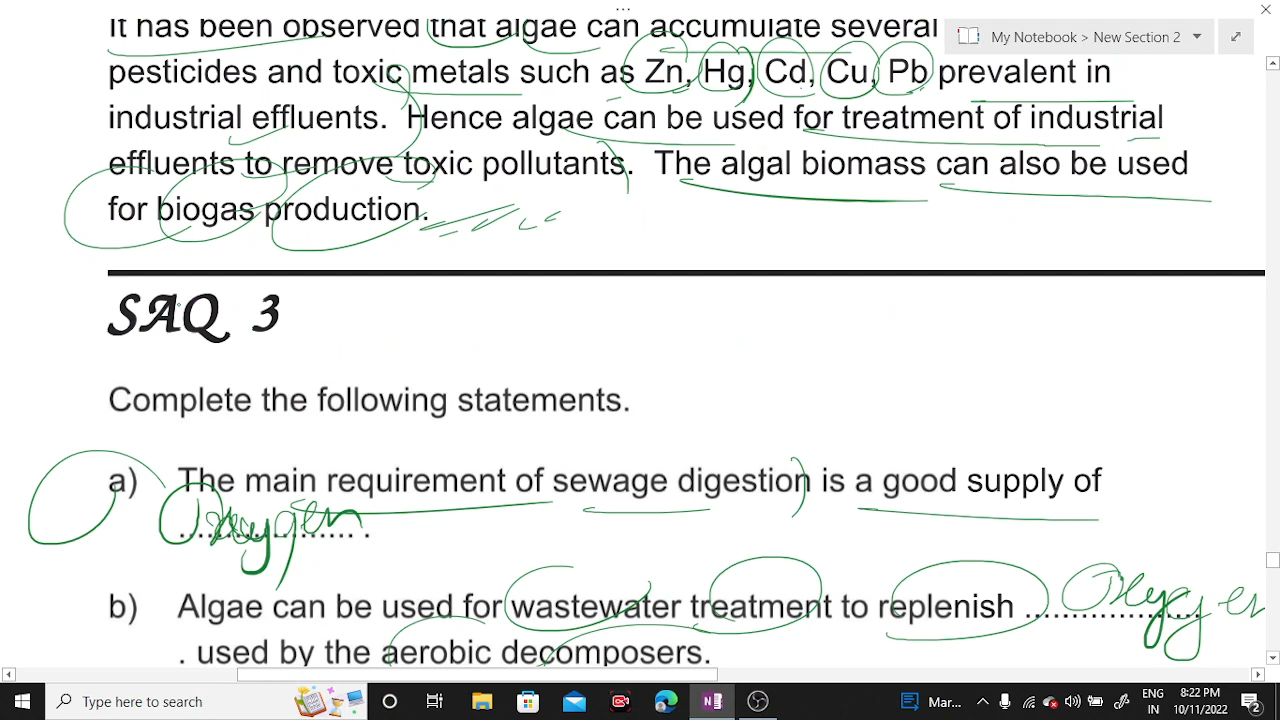 It has been observed that algae can accumulate several
My Notebook > New Section 2
pesticides and toxic metals such as Zn, Hg, Cd, Cu, Pb prevalent in
industrial effluents. Hence algae can be used for treatment of industrial
effluents to remove toxic pollutants. The algal biomass can also be used
for biogas production.
SAQ 3
Complete the following statements.
a) The main requirement of sewage digestion is a good supply of
Oxygen
.................... .
b) Algae can be used for wastewater treatment to replenish .................... Oxygen
. used by the aerobic decomposers.
Type here to search
Mar...
ENG
IN
8:22 PM
10/11/2022
2